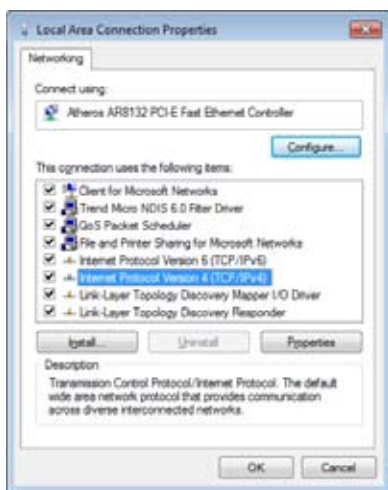 Local Area Connection Properties
Networking
Connect using:
Atheros AR8132 PCI-E Fast Ethernet Controller
Configure...
This connection uses the following items:
Client for Microsoft Networks
Trend Micro NDIS 6.0 Filter Driver
QoS Packet Scheduler
File and Printer Sharing for Microsoft Networks
Internet Protocol Version 6 (TCP/IPv6)
Internet Protocol Version 4 (TCP/IPv4)
Link-Layer Topology Discovery Mapper I/O Driver
Link-Layer Topology Discovery Responder
Install... Uninstall Properties
Description
Transmission Control Protocol/Internet Protocol. The default
wide area network protocol that provides communication
across diverse interconnected networks.
OK Cancel